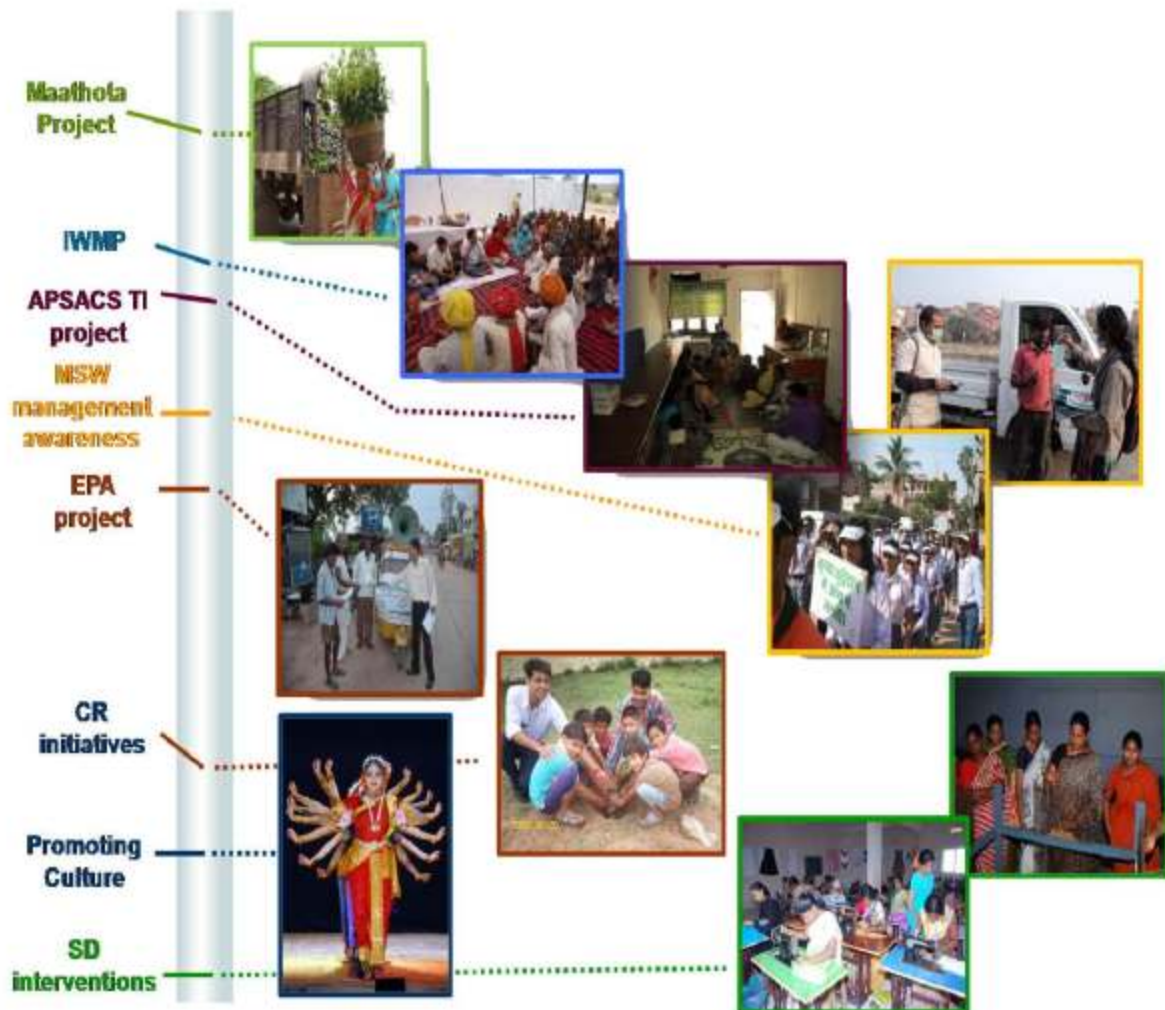 Maathota
Project
IWMP
APSACS TI
project
MSW
management
awareness
EPA
project
CR
initiatives
Promoting
Culture
SD
interventions